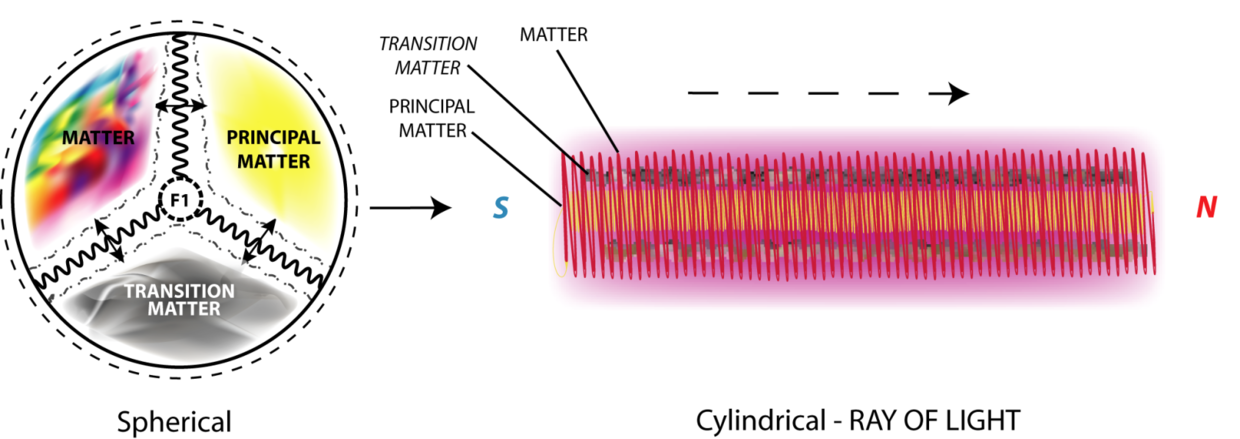 MATTER
PRINCIPAL
MATTER
F1
TRANSITION
MATTER
Spherical
TRANSITION
MATTER
MATTER
PRINCIPAL
MATTER
S
N
Cylindrical - RAY OF LIGHT